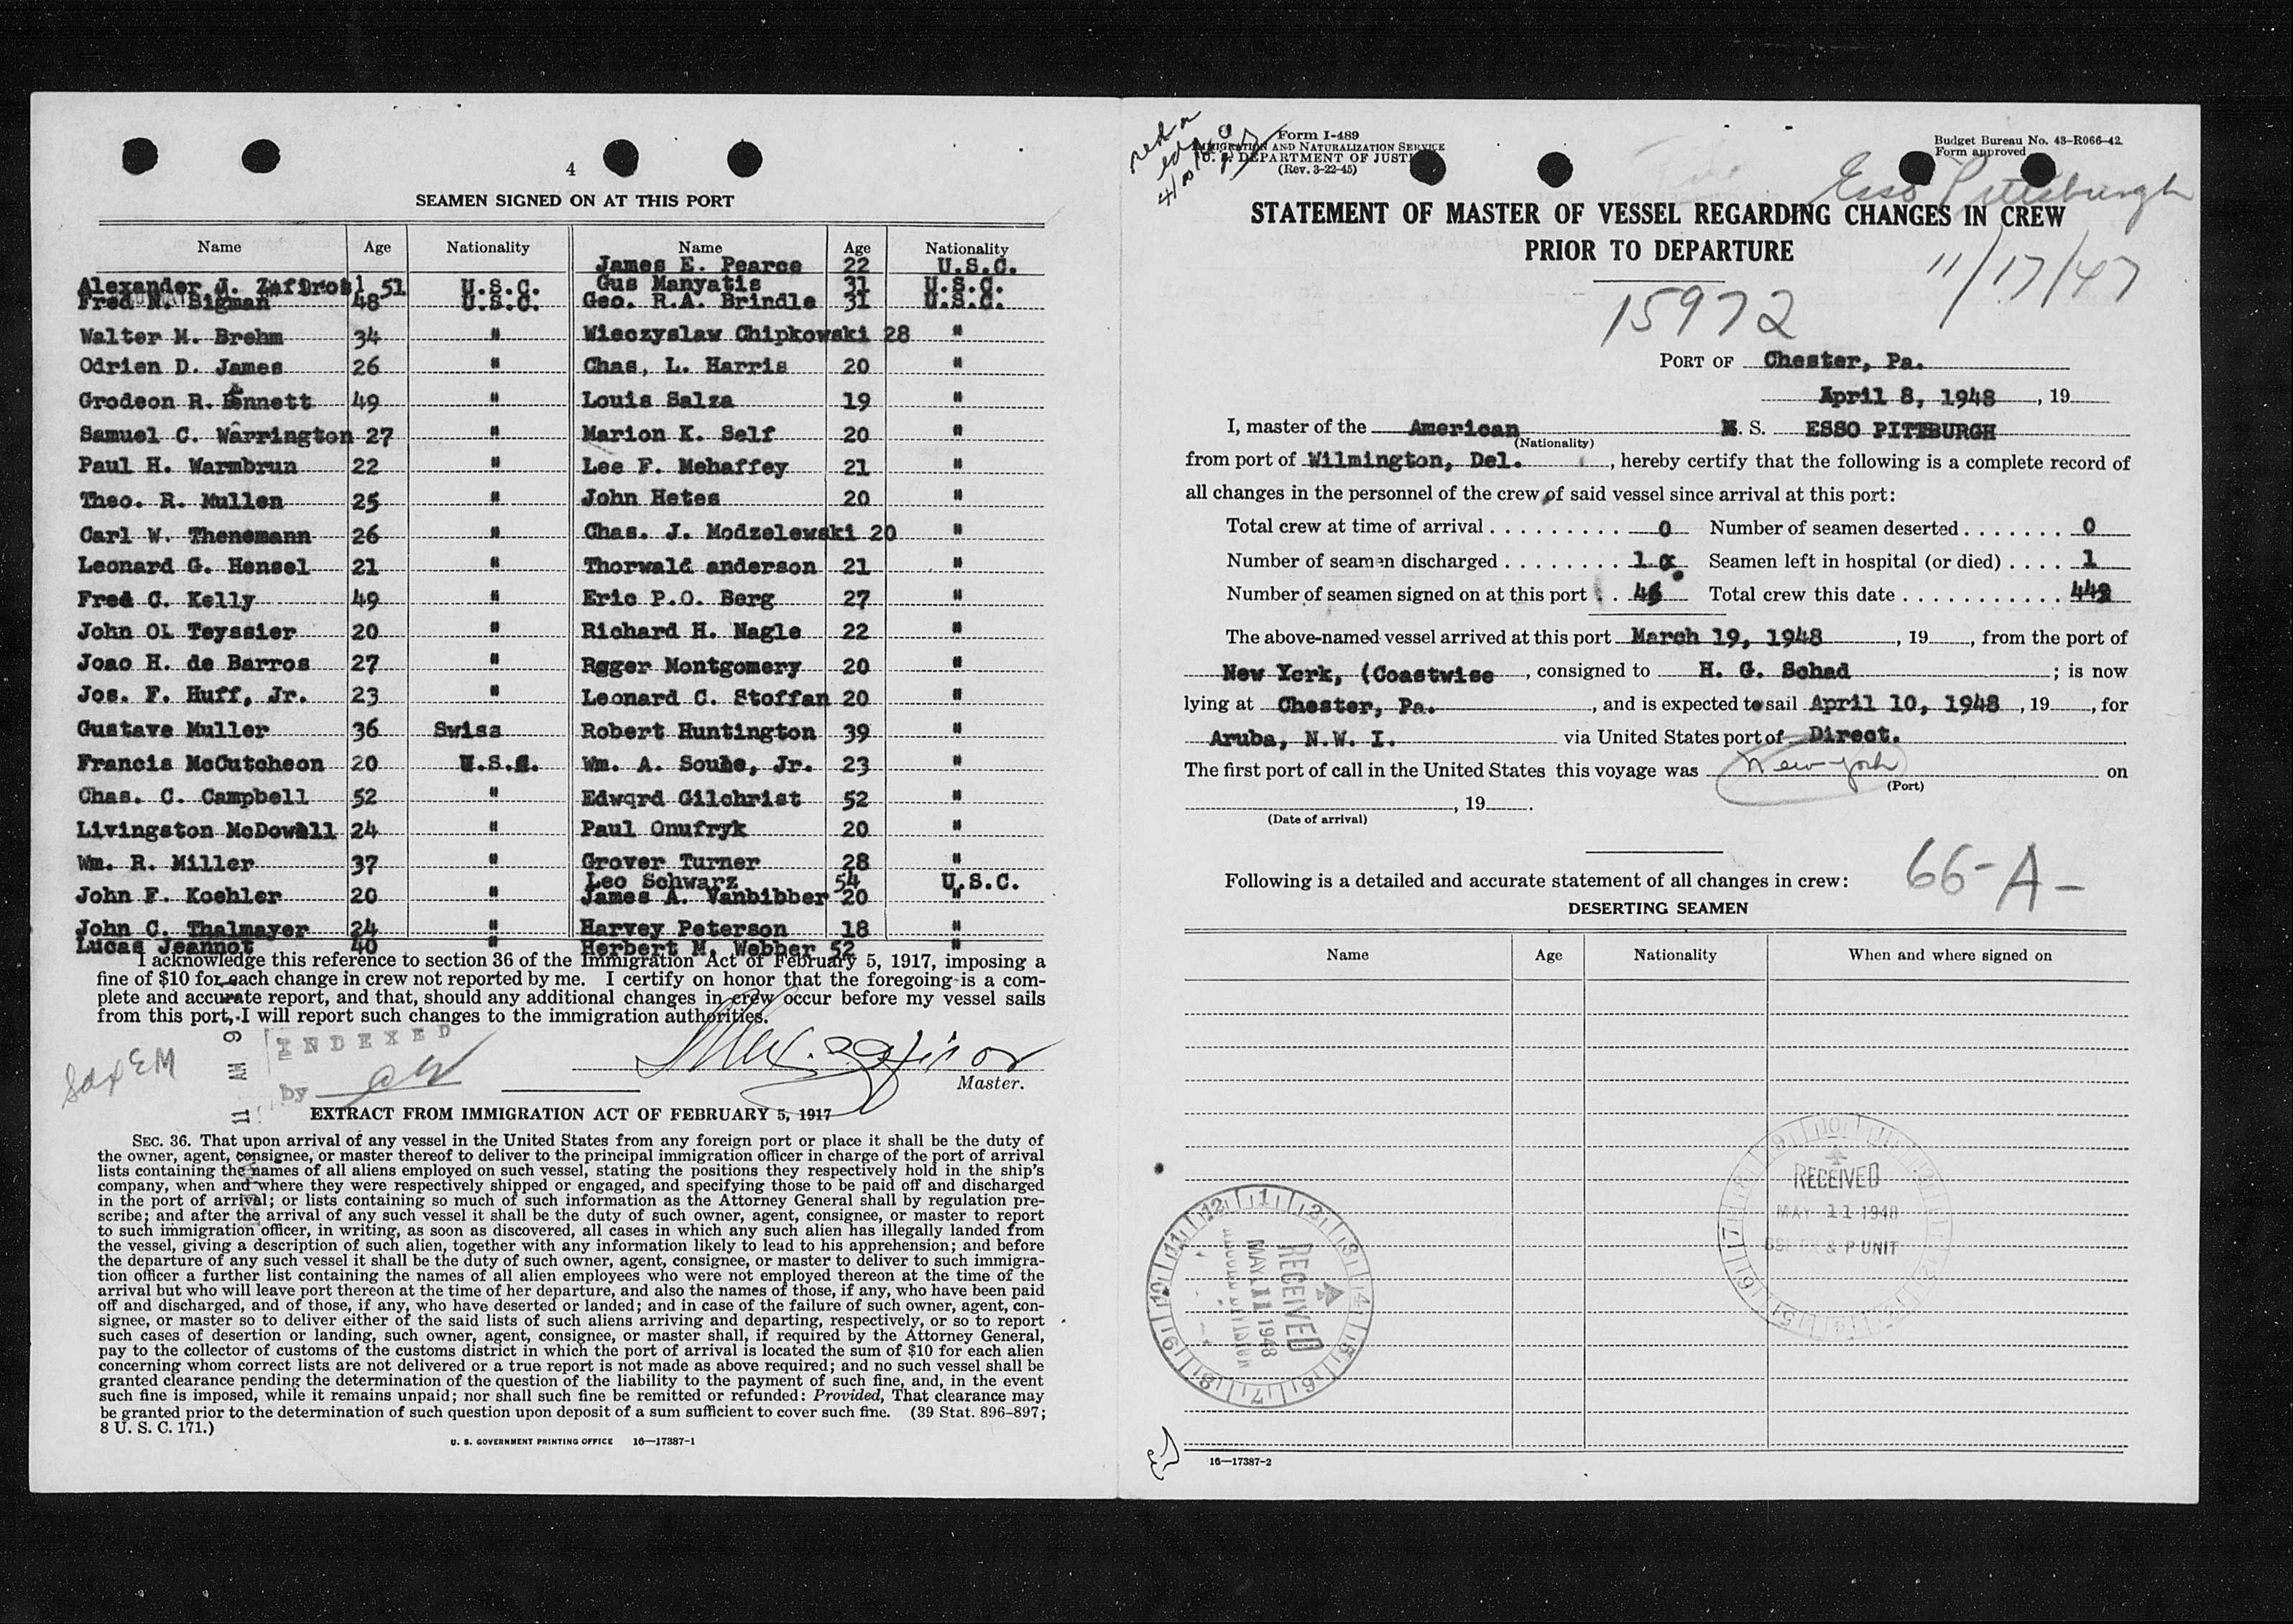 4
SEAMEN SIGNED ON AT THIS PORT
Name Age Nationality Name Age Nationality
James E. Pearce 22 U.S.C.
Alexander J. Zafirosl 51 U.S.C. Gus Manyatis 31 U.S.C.
Fred N. Sigman 48 U.S.C. Geo. R.A. Brindle 31 U.S.C.
Walter M. Brehm 34 " Wieczyslaw Chipkowski 28 "
Odrien D. James 26 " Chas, L. Harris 20 "
Grodeon R. Bennett 49 " Louis Salza 19 "
Samuel C. Warrington 27 " Marion K. Self 20 "
Paul H. Warmbrun 22 " Lee F. Mehaffey 21 "
Theo. R. Mullen 25 " John Hetes 20 "
Carl W. Thenemann 26 " Chas. J. Modzelewski 20 "
Leonard G. Hensel 21 " Thorwald anderson 21 "
Fred C. Kelly 49 " Eric P.O. Berg 27 "
John OL Teyssier 20 " Richard H. Nagle 22 "
Joao H. de Barros 27 " Roger Montgomery 20 "
Jos. F. Huff, Jr. 23 " Leonard C. Stoffan 20 "
Gustave Muller 36 Swiss Robert Huntington 39 "
Francis McCutcheon 20 U.S.C. Wm. A. Souhe, Jr. 23 "
Chas. C. Campbell 52 " Edwqrd Gilchrist 52 "
Livingston McDowall 24 " Paul Onufryk 20 "
Wm. R. Miller 37 " Grover Turner 28 "
Leo Schwarz 54 U.S.C.
John F. Koehler 20 " James A. Vanbibber 20 "
John C. Thalmayer 24 " Harvey Peterson 18 "
Lucas Jeannot 40 " Herbert M. Webber 52 "
I acknowledge this reference to section 36 of the Immigration Act of February 5, 1917, imposing a
fine of $10 for each change in crew not reported by me. I certify on honor that the foregoing is a com-
plete and accurate report, and that, should any additional changes in crew occur before my vessel sails
from this port, I will report such changes to the immigration authorities.
INDEXED
by
11 AM 9
Master.
EXTRACT FROM IMMIGRATION ACT OF FEBRUARY 5, 1917
SEC. 36. That upon arrival of any vessel in the United States from any foreign port or place it shall be the duty of
the owner, agent, consignee, or master thereof to deliver to the principal immigration officer in charge of the port of arrival
lists containing the names of all aliens employed on such vessel, stating the positions they respectively hold in the ship's
company, when and where they were respectively shipped or engaged, and specifying those to be paid off and discharged
in the port of arrival; or lists containing so much of such information as the Attorney General shall by regulation pre-
scribe; and after the arrival of any such vessel it shall be the duty of such owner, agent, consignee, or master to report
to such immigration officer, in writing, as soon as discovered, all cases in which any such alien has illegally landed from
the vessel, giving a description of such alien, together with any information likely to lead to his apprehension; and before
the departure of any such vessel it shall be the duty of such owner, agent, consignee, or master to deliver to such immigra-
tion officer a further list containing the names of all alien employees who were not employed thereon at the time of the
arrival but who will leave port thereon at the time of her departure, and also the names of those, if any, who have been paid
off and discharged, and of those, if any, who have deserted or landed; and in case of the failure of such owner, agent, con-
signee, or master so to deliver either of the said lists of such aliens arriving and departing, respectively, or so to report
such cases of desertion or landing, such owner, agent, consignee, or master shall, if required by the Attorney General,
pay to the collector of customs of the customs district in which the port of arrival is located the sum of $10 for each alien
concerning whom correct lists are not delivered or a true report is not made as above required; and no such vessel shall be
granted clearance pending the determination of the question of the liability to the payment of such fine, and, in the event
such fine is imposed, while it remains unpaid; nor shall such fine be remitted or refunded: Provided, That clearance may
be granted prior to the determination of such question upon deposit of a sum sufficient to cover such fine. (39 Stat. 896-897;
8 U. S. C. 171.)
U. S. GOVERNMENT PRINTING OFFICE 16—17387-1
Form I-489
IMMIGRATION AND NATURALIZATION SERVICE
U. S. DEPARTMENT OF JUSTICE
(Rev. 3-22-45)
Budget Bureau No. 43-R066-42.
Form approved
Esso Pittsburgh
STATEMENT OF MASTER OF VESSEL REGARDING CHANGES IN CREW
PRIOR TO DEPARTURE
11/17/47
15972
PORT OF Chester, Pa.
April 8, 1948, 19
I, master of the American M. S. ESSO PITTSBURGH
(Nationality)
from port of Wilmington, Del., hereby certify that the following is a complete record of
all changes in the personnel of the crew of said vessel since arrival at this port:
Total crew at time of arrival . . . . . . . . . . 0 Number of seamen deserted . . . . . . . 0
Number of seamen discharged . . . . . . . . . 1 Seamen left in hospital (or died) . . . . 1
Number of seamen signed on at this port . . Total crew this date . . . . . . . . . . .
The above-named vessel arrived at this port March 19, 1948, 19, from the port of
New York, (Coastwise, consigned to H. G. Schad; is now
lying at Chester, Pa., and is expected to sail April 10, 1948, 19, for
Aruba, N.W. I. via United States port of Direct.
The first port of call in the United States this voyage was New York on
(Port)
, 19.
(Date of arrival)
66-A-
Following is a detailed and accurate statement of all changes in crew:
DESERTING SEAMEN
Name Age Nationality When and where signed on
RECEIVED
MAY 11 1948
& P UNIT
RECEIVED
MAY 11 1948
16—17387-2